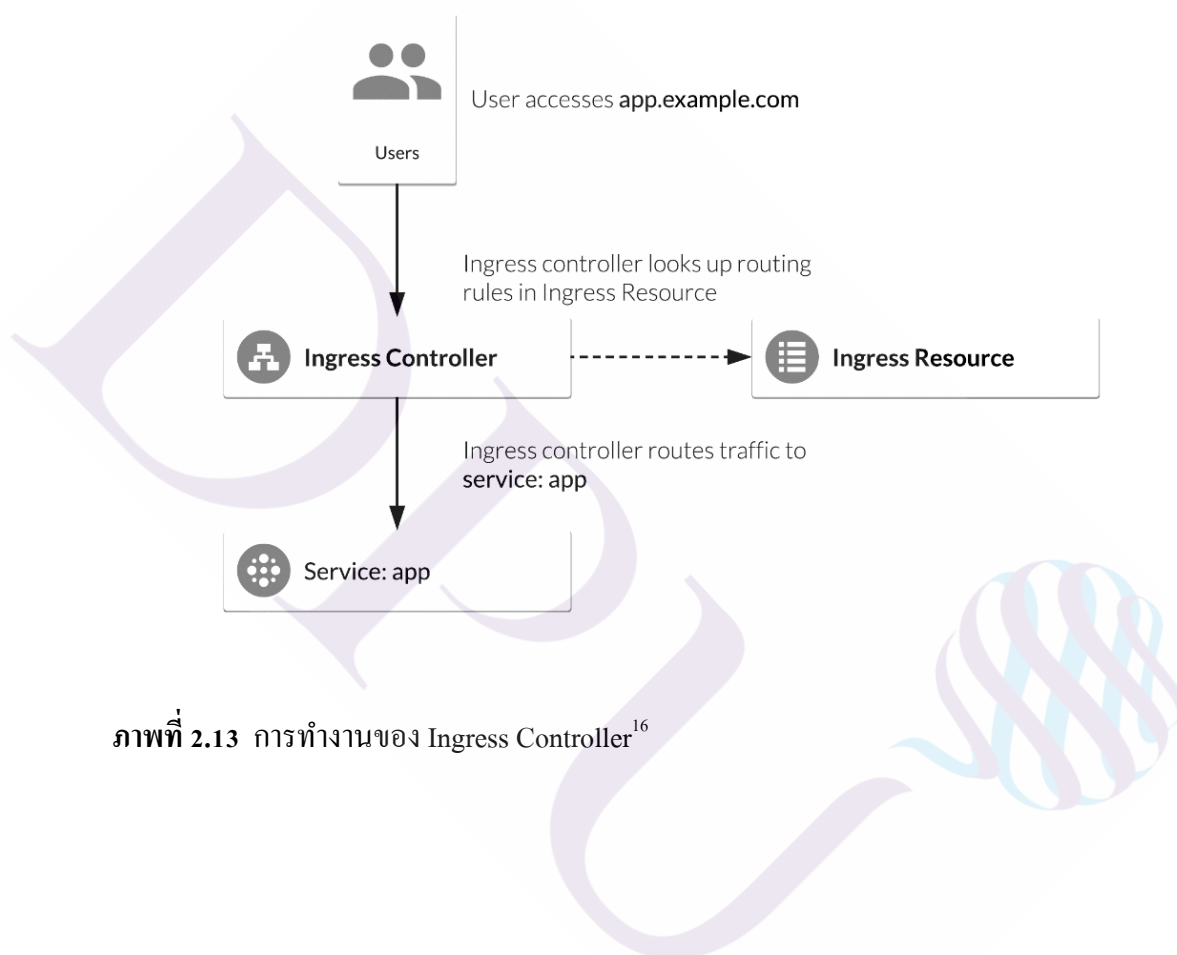 User accesses app.example.com
Users
Ingress controller looks up routing
rules in Ingress Resource
Ingress Controller
Ingress Resource
Ingress controller routes traffic to
service: app
Service: app
ภาพที่ 2.13 การทำงานของ Ingress Controller16
DPU